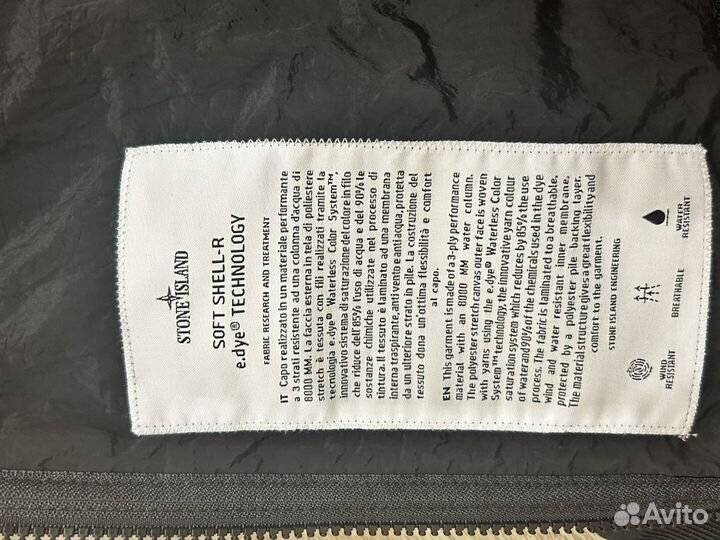 STONE ISLAND
SOFT SHELL-R
e.dye® TECHNOLOGY
FABRIC RESEARCH AND TREATMENT
IT Capo realizzato in un materiale performante
a 3 strati resistente ad una colonna d'acqua di
8000 MM. La faccia esterna in tela di poliestere
stretch è tessuta con fili realizzati tramite la
tecnologia e.dye® Waterless Color System™,
innovativo sistema di saturazione del colore in filo
che riduce dell'85% l'uso di acqua e del 90% le
sostanze chimiche utilizzate nel processo di
tintura. Il tessuto è laminato ad una membrana
interna traspirante, antivento e antiacqua, protetta
da un ulteriore strato in pile. La costruzione del
tessuto dona un'ottima flessibilità e comfort
al capo.
EN This garment is made of a 3-ply performance
material with an 8000 MM water column.
The polyester stretch canvas outer face is woven
with yarns using the e.dye® Waterless Color
System™ technology, the innovative yarn colour
saturation system which reduces by 85% the use
of water and 90% of the chemicals used in the dye
process. The fabric is laminated to a breathable,
wind and water resistant inner membrane,
protected by a polyester pile backing layer.
The material structure gives a great flexibility and
comfort to the garment.
STONE ISLAND ENGINEERING
WIND
RESISTANT
BREATHABLE
WATER
RESISTANT
Avito